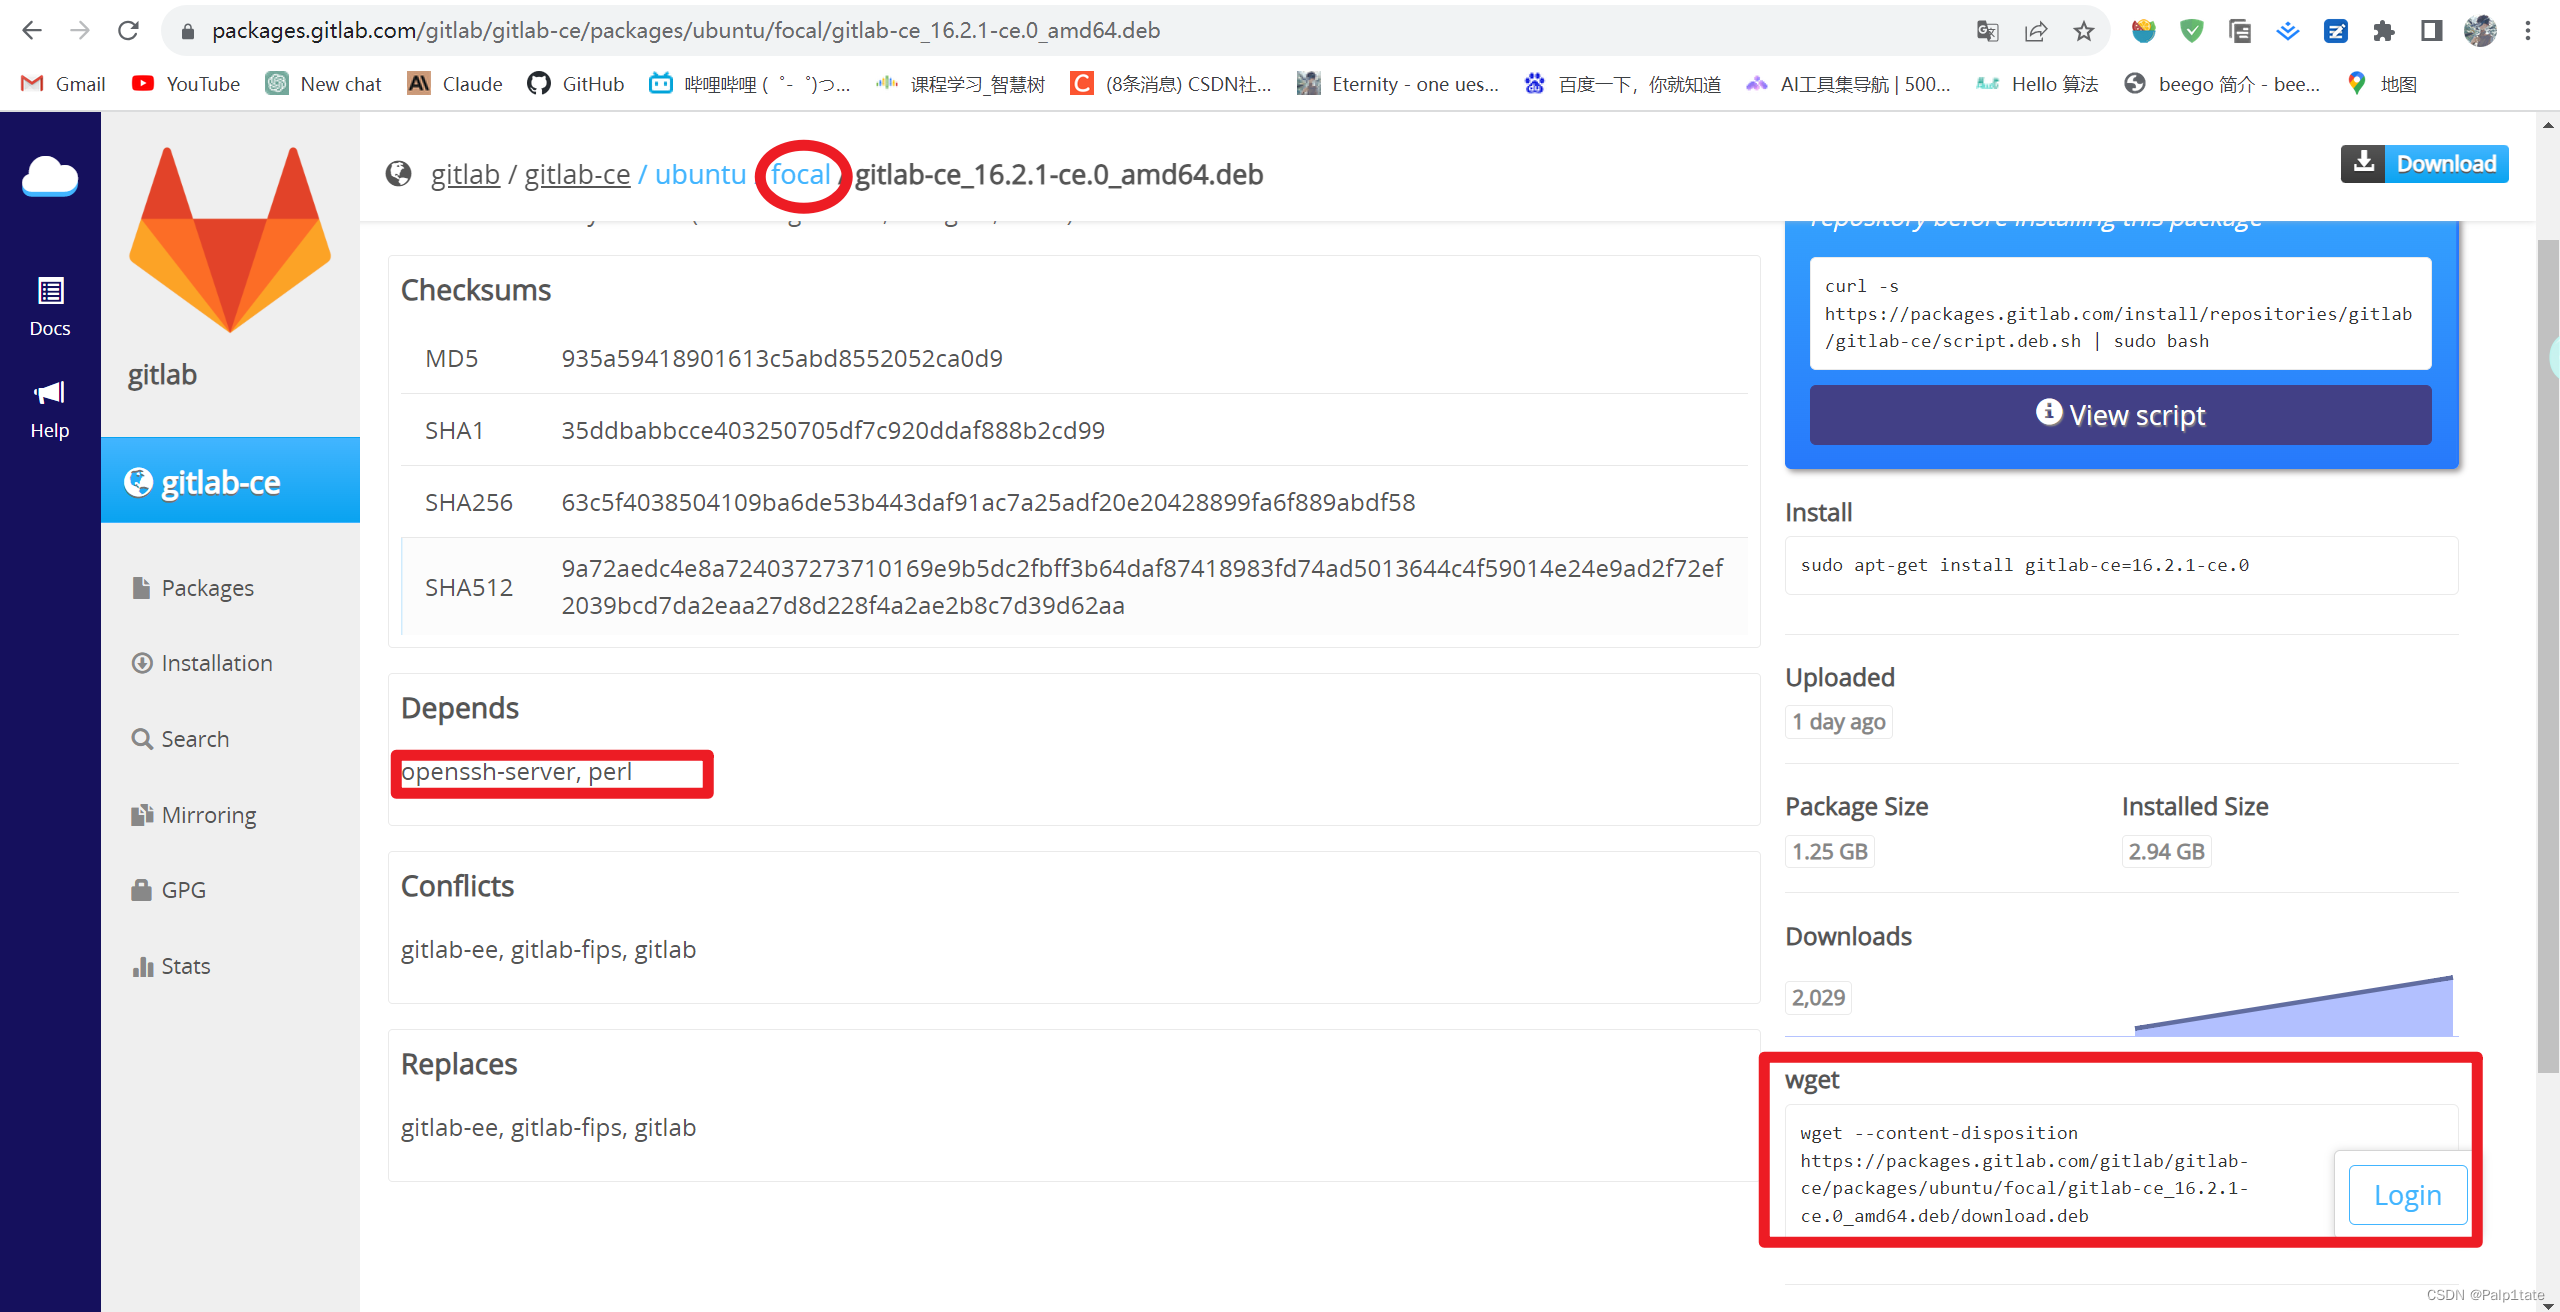 packages.gitlab.com/gitlab/gitlab-ce/packages/ubuntu/focal/gitlab-ce_16.2.1-ce.0_amd64.deb
Gmail YouTube New chat Claude GitHub 哔哩哔哩 ( ゜- ゜)つ... 课程学习_智慧树 (8条消息) CSDN社... Eternity - one ues... 百度一下，你就知道 AI工具集导航 | 500... Hello 算法 beego 简介 - bee... 地图
gitlab / gitlab-ce / ubuntu focal gitlab-ce_16.2.1-ce.0_amd64.deb
Download
Docs
Help
gitlab
gitlab-ce
Packages
Installation
Search
Mirroring
GPG
Stats
Checksums
MD5 935a59418901613c5abd8552052ca0d9
SHA1 35ddbabbcce403250705df7c920ddaf888b2cd99
SHA256 63c5f4038504109ba6de53b443daf91ac7a25adf20e20428899fa6f889abdf58
SHA512 9a72aedc4e8a724037273710169e9b5dc2fbff3b64daf87418983fd74ad5013644c4f59014e24e9ad2f72ef
2039bcd7da2eaa27d8d228f4a2ae2b8c7d39d62aa
Depends
openssh-server, perl
Conflicts
gitlab-ee, gitlab-fips, gitlab
Replaces
gitlab-ee, gitlab-fips, gitlab
repository before installing this package
curl -s
https://packages.gitlab.com/install/repositories/gitlab
/gitlab-ce/script.deb.sh | sudo bash
View script
Install
sudo apt-get install gitlab-ce=16.2.1-ce.0
Uploaded
1 day ago
Package Size Installed Size
1.25 GB 2.94 GB
Downloads
2,029
wget
wget --content-disposition
https://packages.gitlab.com/gitlab/gitlab-
ce/packages/ubuntu/focal/gitlab-ce_16.2.1-
ce.0_amd64.deb/download.deb
Login
CSDN @Palp1tate